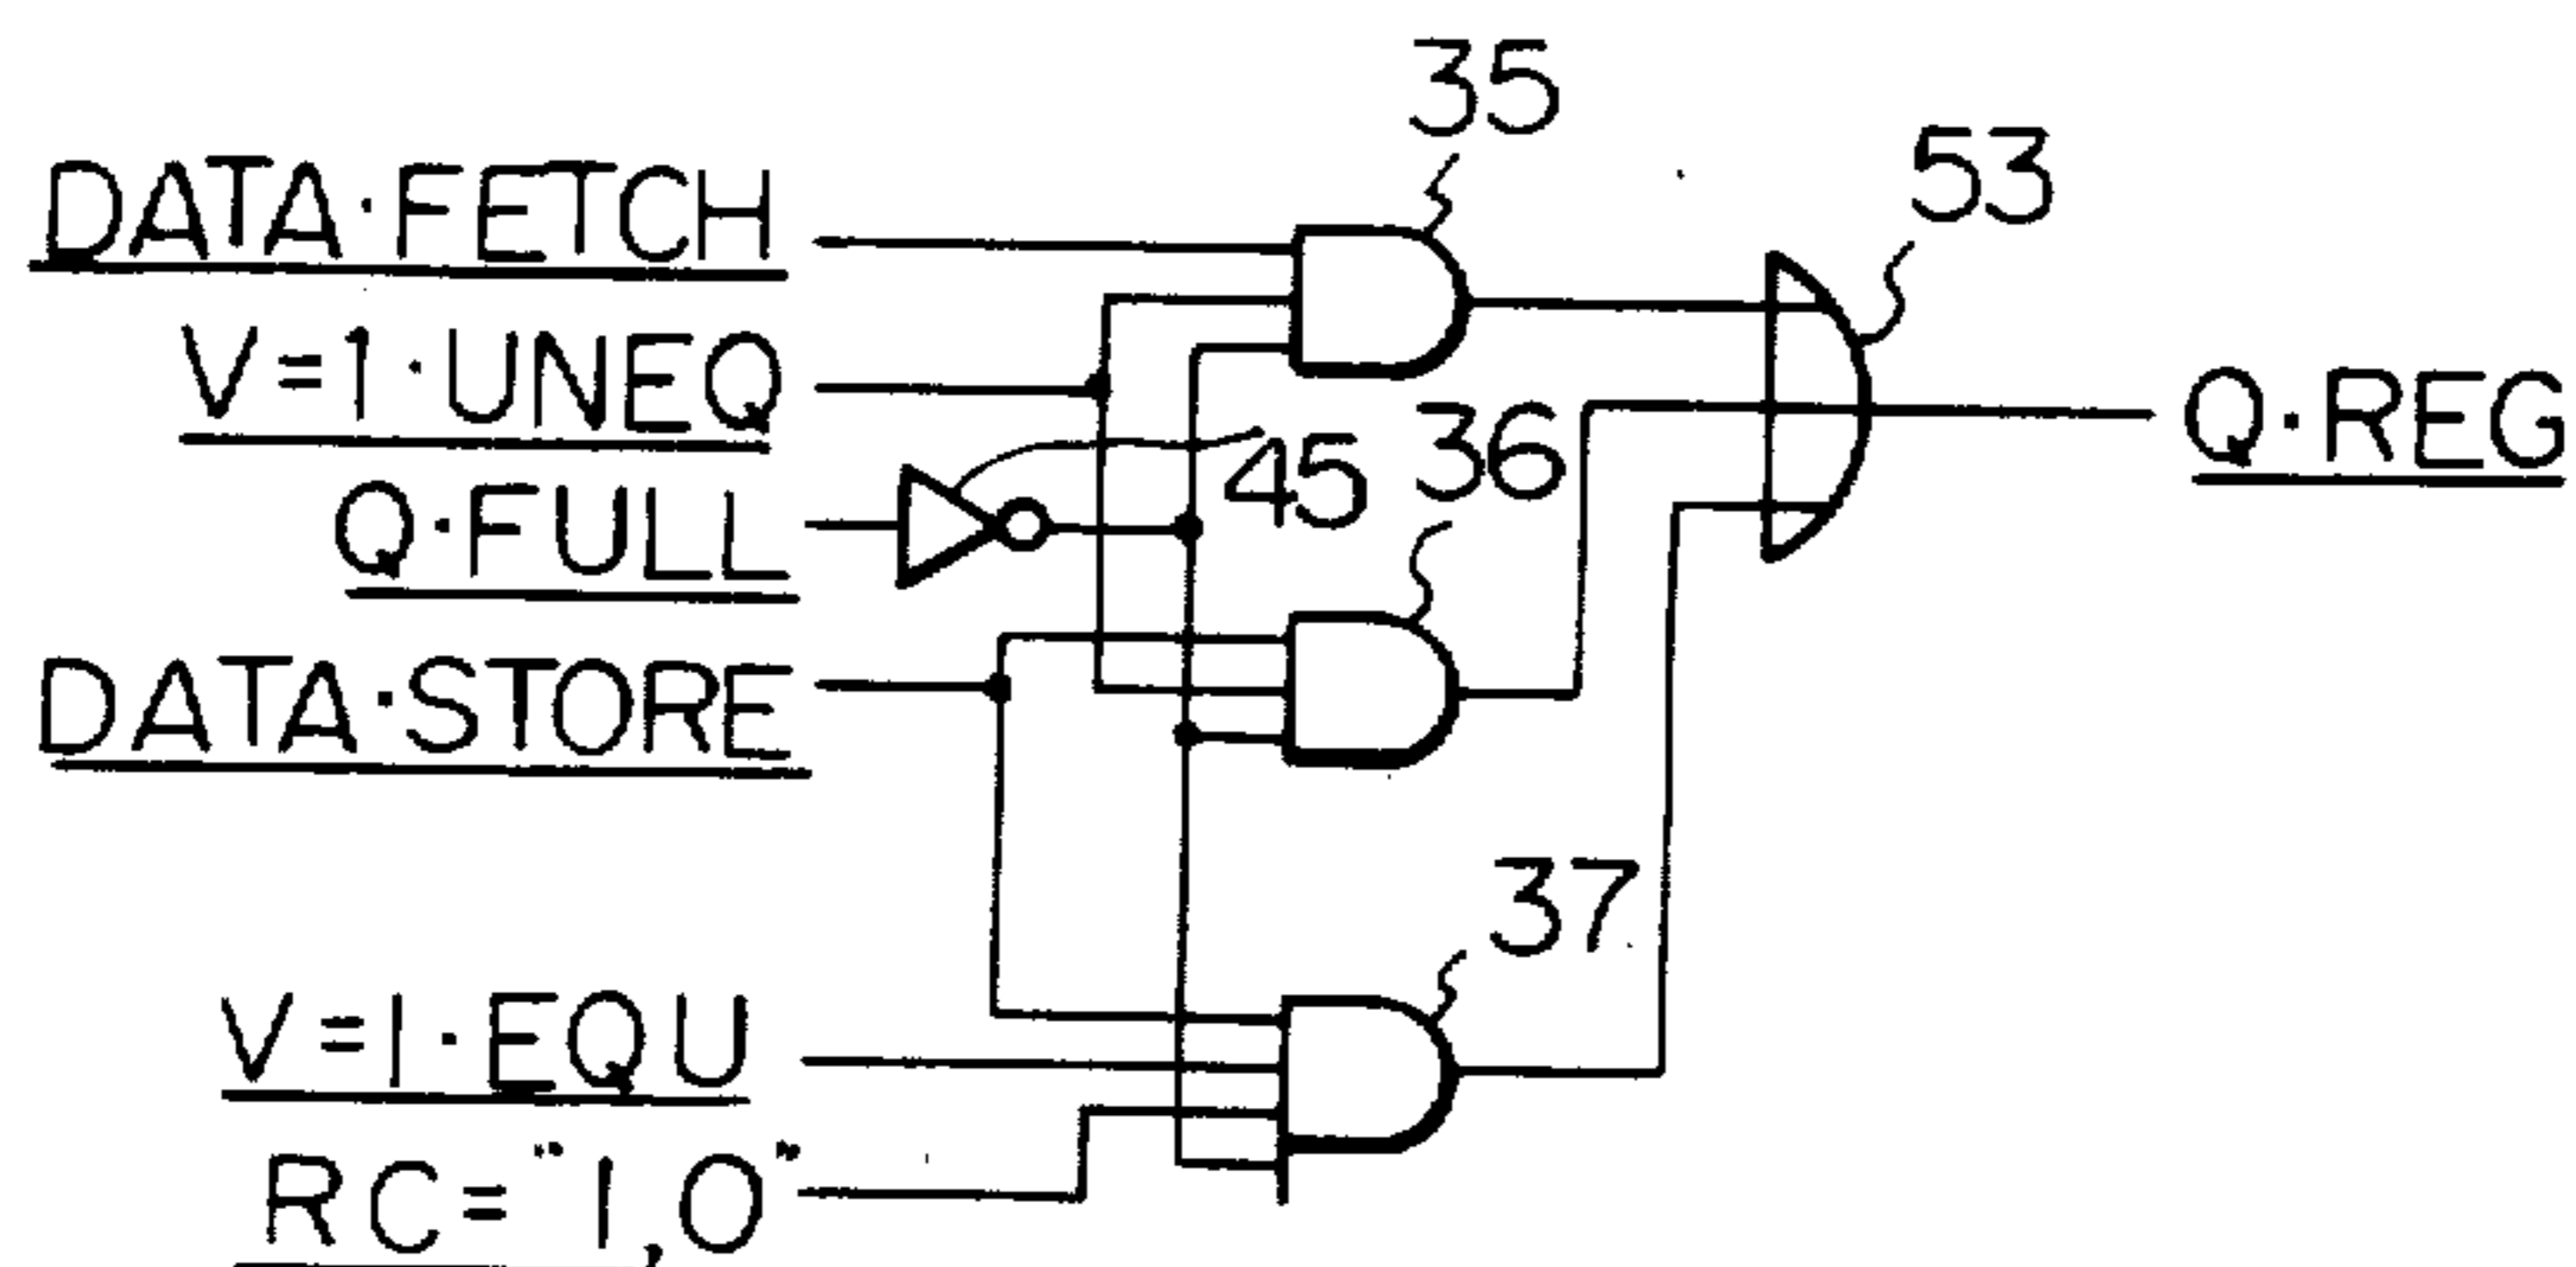 35
53
DATA·FETCH
V=1·UNEQ
Q·REG
45
36
Q·FULL
DATA·STORE
37
V=1·EQU
RC="1,0"